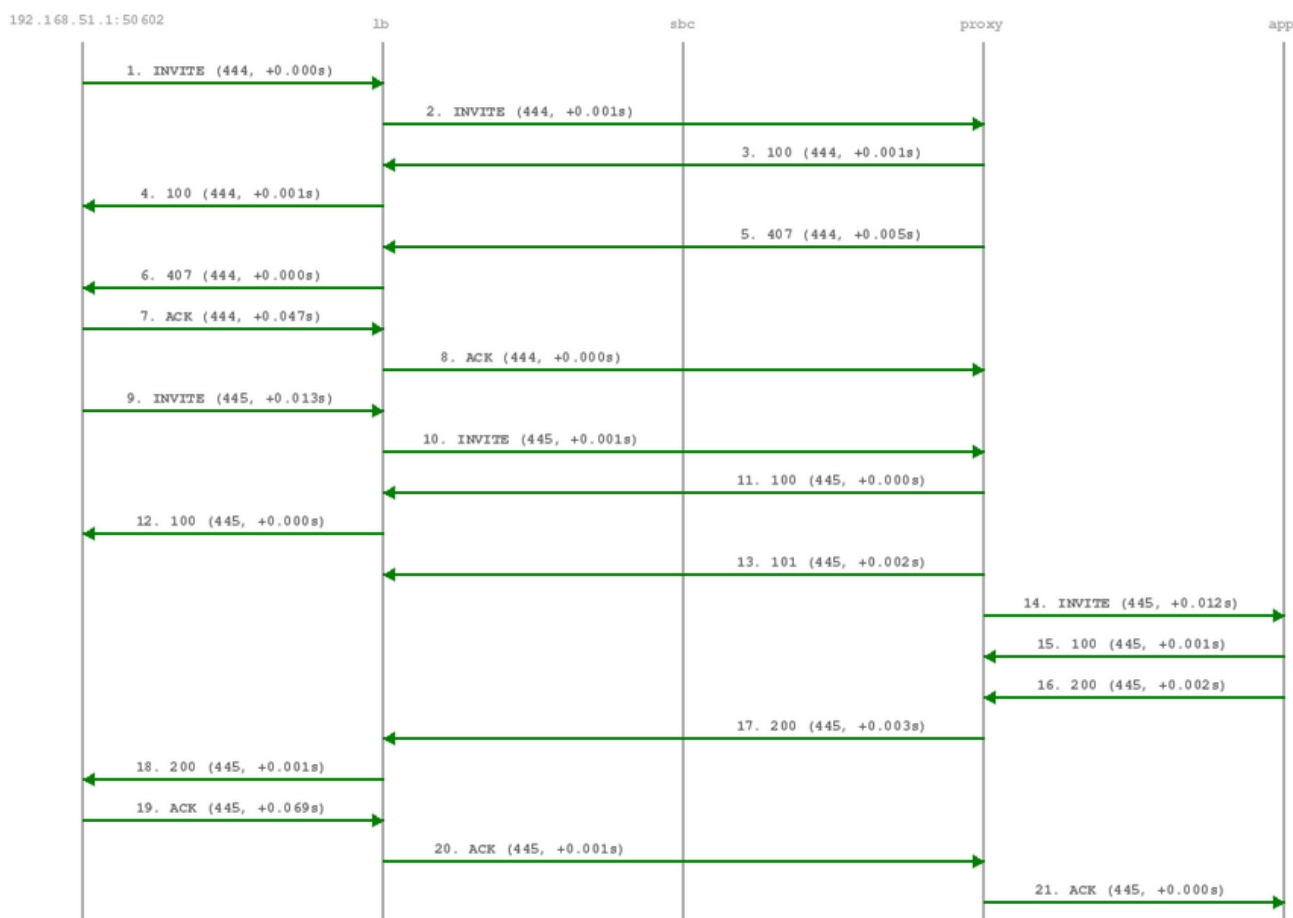 192.168.51.1:50602 lb sbc proxy app
1. INVITE (444, +0.000s)
2. INVITE (444, +0.001s)
3. 100 (444, +0.001s)
4. 100 (444, +0.001s)
5. 407 (444, +0.005s)
6. 407 (444, +0.000s)
7. ACK (444, +0.047s)
8. ACK (444, +0.000s)
9. INVITE (445, +0.013s)
10. INVITE (445, +0.001s)
11. 100 (445, +0.000s)
12. 100 (445, +0.000s)
13. 101 (445, +0.002s)
14. INVITE (445, +0.012s)
15. 100 (445, +0.001s)
16. 200 (445, +0.002s)
17. 200 (445, +0.003s)
18. 200 (445, +0.001s)
19. ACK (445, +0.069s)
20. ACK (445, +0.001s)
21. ACK (445, +0.000s)